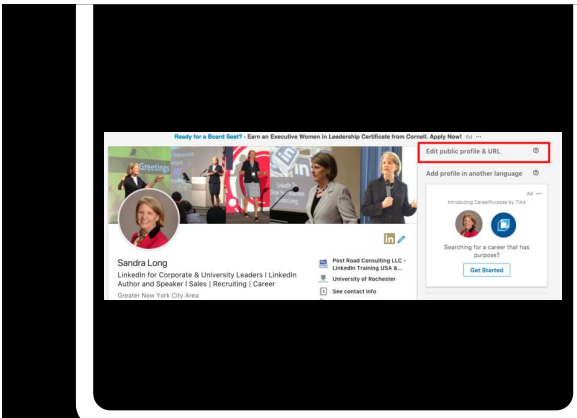 Ready for a Board Seat? - Earn an Executive Women in Leadership Certificate from Cornell. Apply Now! Ad ···
Greetings
in
in
Sandra Long
LinkedIn for Corporate & University Leaders I LinkedIn
Author and Speaker I Sales | Recruiting | Career
Greater New York City Area
Post Road Consulting LLC -
LinkedIn Training USA &...
University of Rochester
See contact info
Edit public profile & URL
Add profile in another language
Ad ···
Introducing CareerPurpose by TIAA
Searching for a career that has
purpose?
Get Started